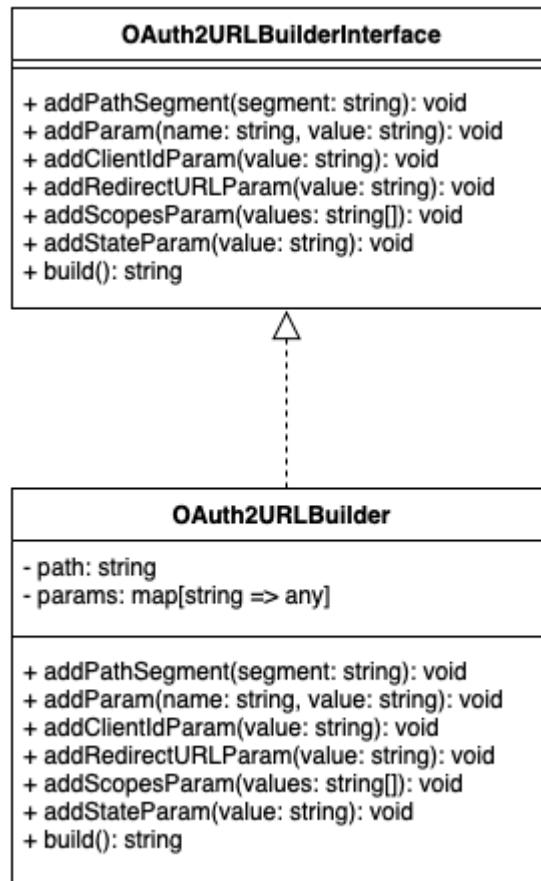 OAuth2URLBuilderInterface
+ addPathSegment(segment: string): void
+ addParam(name: string, value: string): void
+ addClientIdParam(value: string): void
+ addRedirectURLParam(value: string): void
+ addScopesParam(values: string[]): void
+ addStateParam(value: string): void
+ build(): string
OAuth2URLBuilder
- path: string
- params: map[string => any]
+ addPathSegment(segment: string): void
+ addParam(name: string, value: string): void
+ addClientIdParam(value: string): void
+ addRedirectURLParam(value: string): void
+ addScopesParam(values: string[]): void
+ addStateParam(value: string): void
+ build(): string